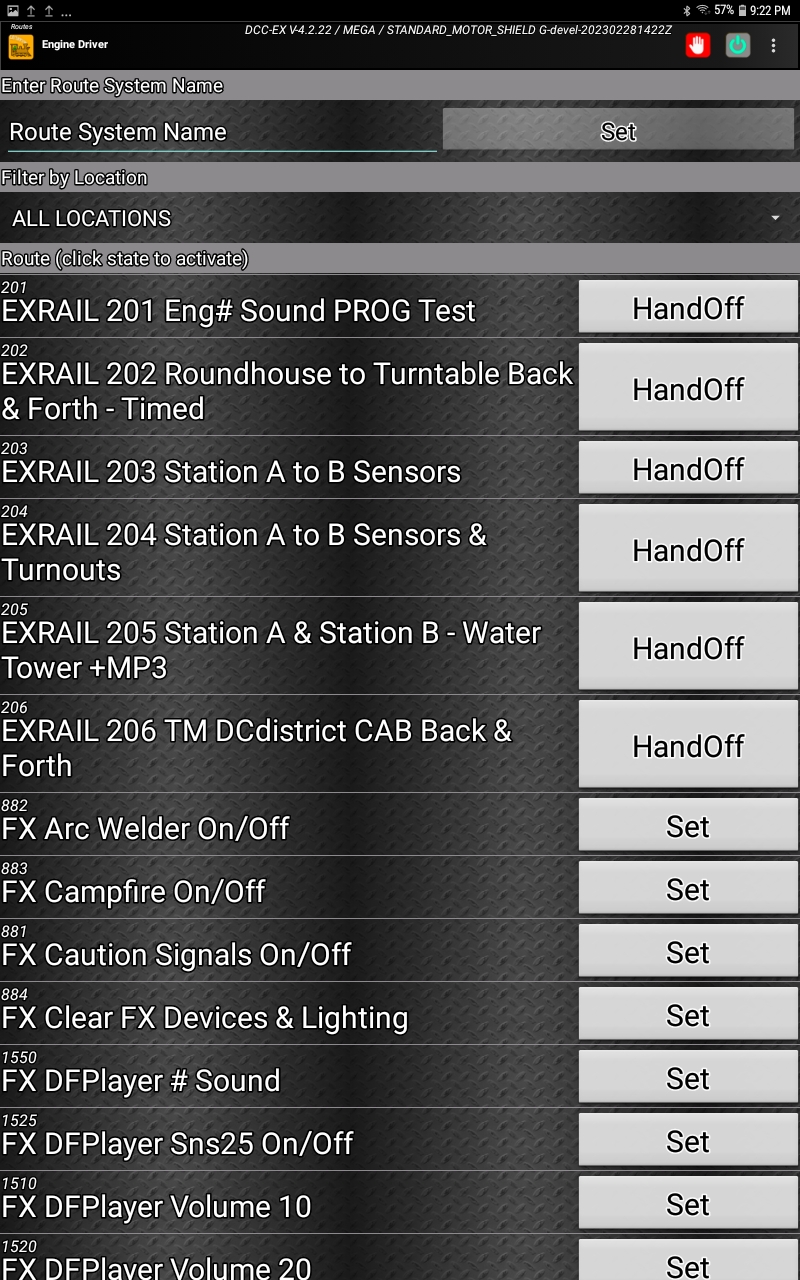 ... 57% 9:22 PM
Routes
Engine Driver
DCC-EX V-4.2.22 / MEGA / STANDARD_MOTOR_SHIELD G-devel-202302281422Z
Enter Route System Name
Route System Name Set
Filter by Location
ALL LOCATIONS
Route (click state to activate)
201
EXRAIL 201 Eng# Sound PROG Test HandOff
202
EXRAIL 202 Roundhouse to Turntable Back
& Forth - Timed HandOff
203
EXRAIL 203 Station A to B Sensors HandOff
204
EXRAIL 204 Station A to B Sensors &
Turnouts HandOff
205
EXRAIL 205 Station A & Station B - Water
Tower +MP3 HandOff
206
EXRAIL 206 TM DCdistrict CAB Back &
Forth HandOff
882
FX Arc Welder On/Off Set
883
FX Campfire On/Off Set
881
FX Caution Signals On/Off Set
884
FX Clear FX Devices & Lighting Set
1550
FX DFPlayer # Sound Set
1525
FX DFPlayer Sns25 On/Off Set
1510
FX DFPlayer Volume 10 Set
1520
FX DFPlayer Volume 20 Set